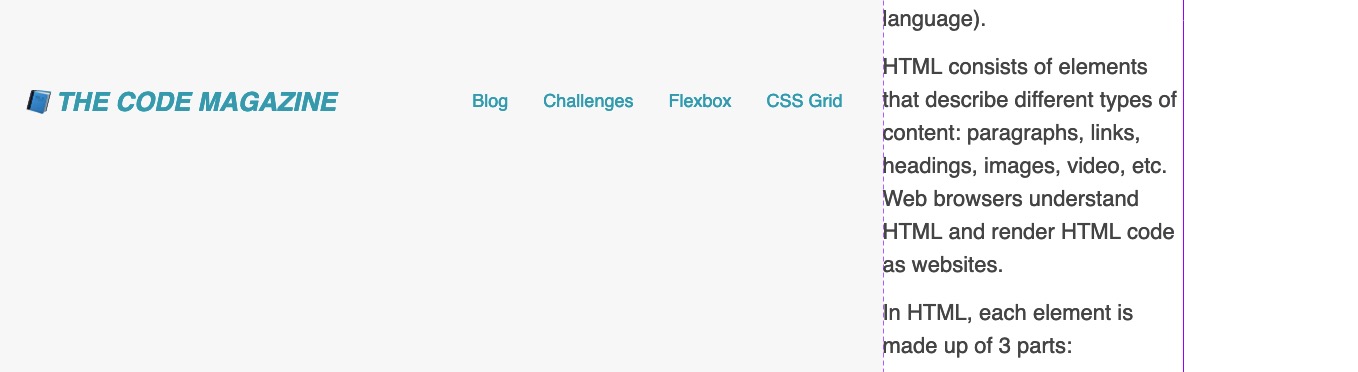 THE CODE MAGAZINE
Blog Challenges Flexbox CSS Grid
language).
HTML consists of elements
that describe different types of
content: paragraphs, links,
headings, images, video, etc.
Web browsers understand
HTML and render HTML code
as websites.
In HTML, each element is
made up of 3 parts: